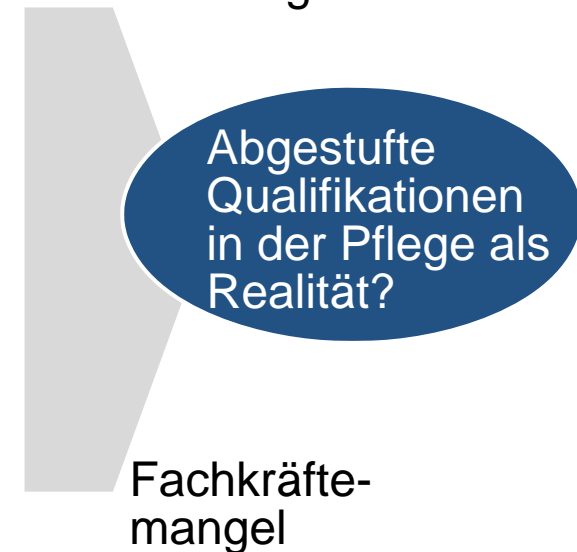 Abgestufte
Qualifikationen
in der Pflege als
Realität?
Fachkräfte-
mangel